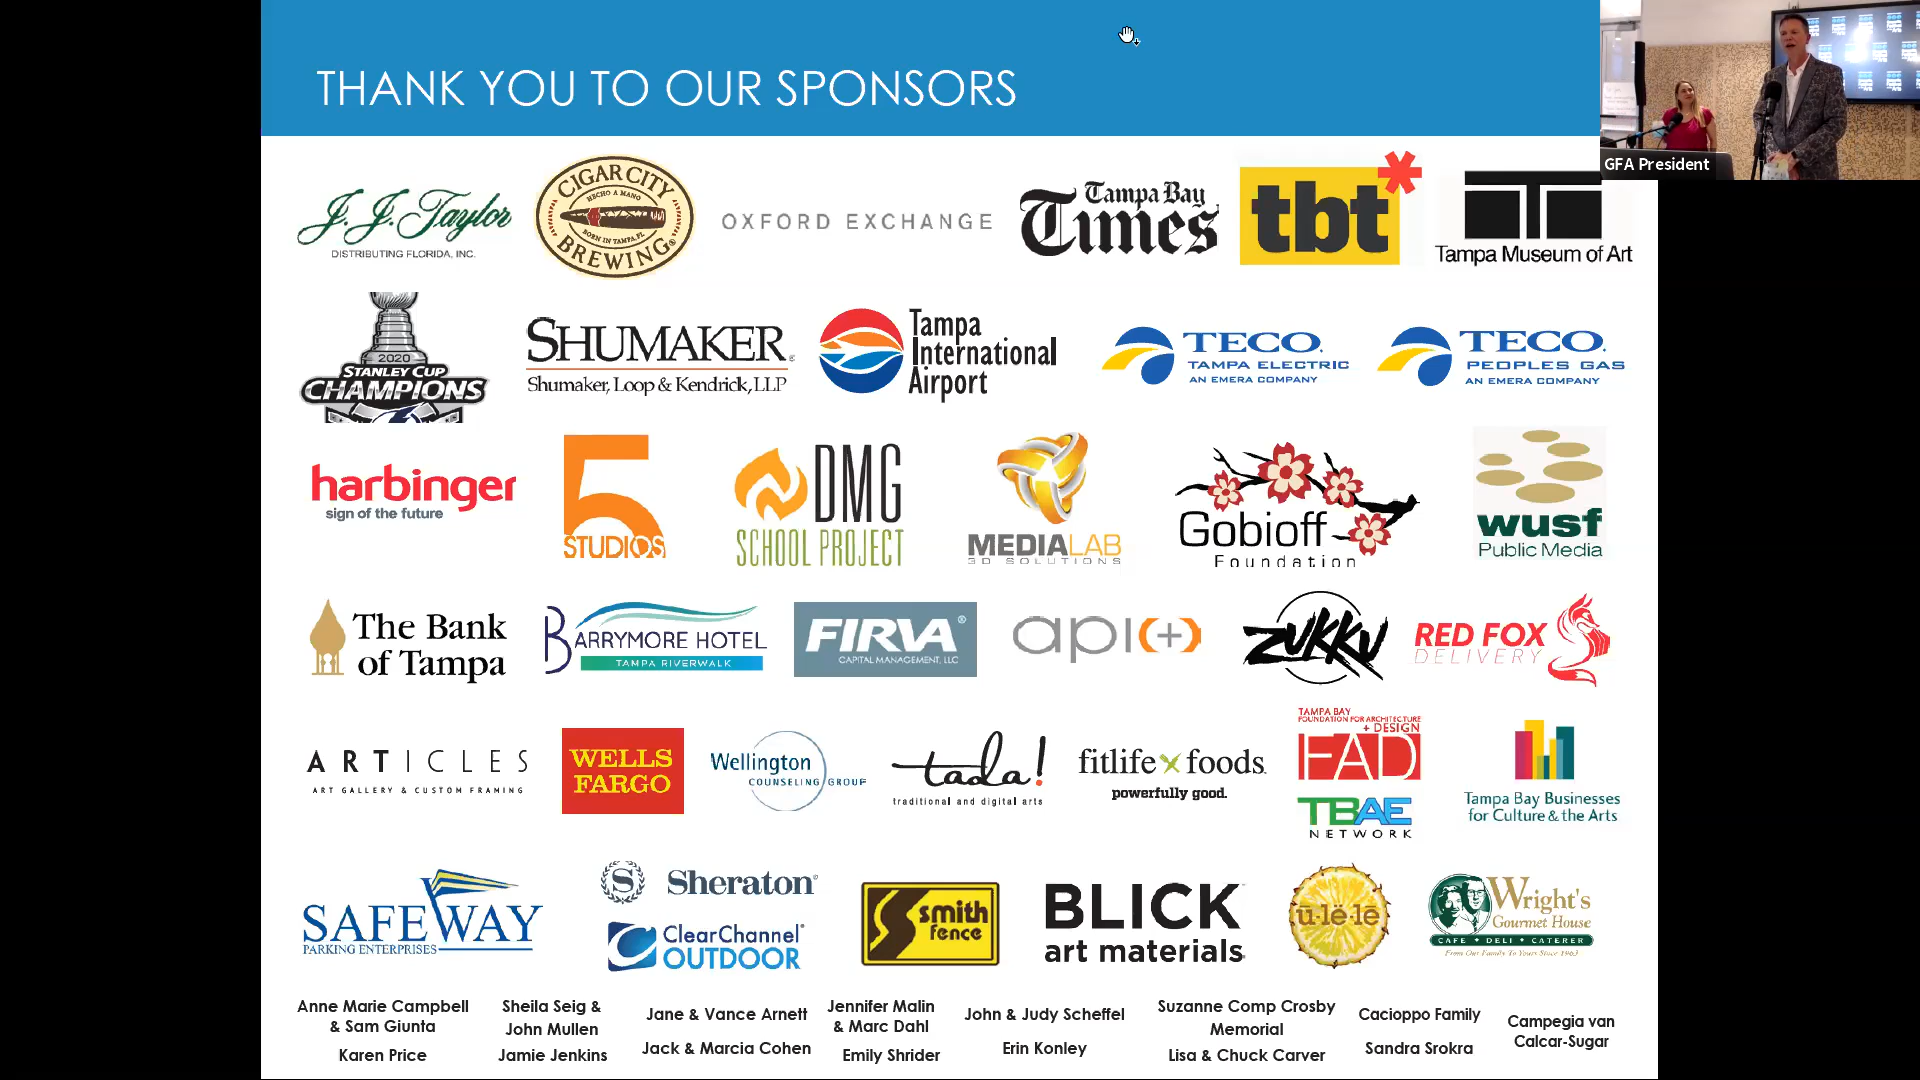 THANK YOU TO OUR SPONSORS
GFA President
J.J. Taylor
DISTRIBUTING FLORIDA, INC.
CIGAR CITY
HECHO A MANO
BORN IN TAMPA, FL
BREWING®
OXFORD EXCHANGE
Tampa Bay
Times
tbt*
Tampa Museum of Art
2020
STANLEY CUP
CHAMPIONS
SHUMAKER®
Shumaker, Loop & Kendrick, LLP
Tampa
International
Airport
TECO.
TAMPA ELECTRIC
AN EMERA COMPANY
TECO.
PEOPLES GAS
AN EMERA COMPANY
harbinger
sign of the future
5
STUDIOS
DMG
SCHOOL PROJECT
MEDIALAB
3D SOLUTIONS
Gobioff
Foundation
wusf
Public Media
The Bank
of Tampa
BARRYMORE HOTEL
TAMPA RIVERWALK
FIRVA®
CAPITAL MANAGEMENT, LLC
api(+)
ZUKKU
RED FOX
DELIVERY
ARTICLES
ART GALLERY & CUSTOM FRAMING
WELLS
FARGO
Wellington
COUNSELING GROUP
tada!
traditional and digital arts
fitlife foods.
powerfully good.
TAMPA BAY
FOUNDATION FOR ARCHITECTURE
+ DESIGN
FAD
TBAE
NETWORK
Tampa Bay Businesses
for Culture & the Arts
SAFEWAY
PARKING ENTERPRISES
S
Sheraton®
ClearChannel®
OUTDOOR
smith
fence
BLICK
art materials
ū·lë·lē
Wright's
Gourmet House
CAFE • DELI • CATERER
From Our Family To Yours Since 1963
Anne Marie Campbell
& Sam Giunta
Karen Price
Sheila Seig &
John Mullen
Jamie Jenkins
Jane & Vance Arnett
Jack & Marcia Cohen
Jennifer Malin
& Marc Dahl
Emily Shrider
John & Judy Scheffel
Erin Konley
Suzanne Comp Crosby
Memorial
Lisa & Chuck Carver
Cacioppo Family
Sandra Srokra
Campegia van
Calcar-Sugar